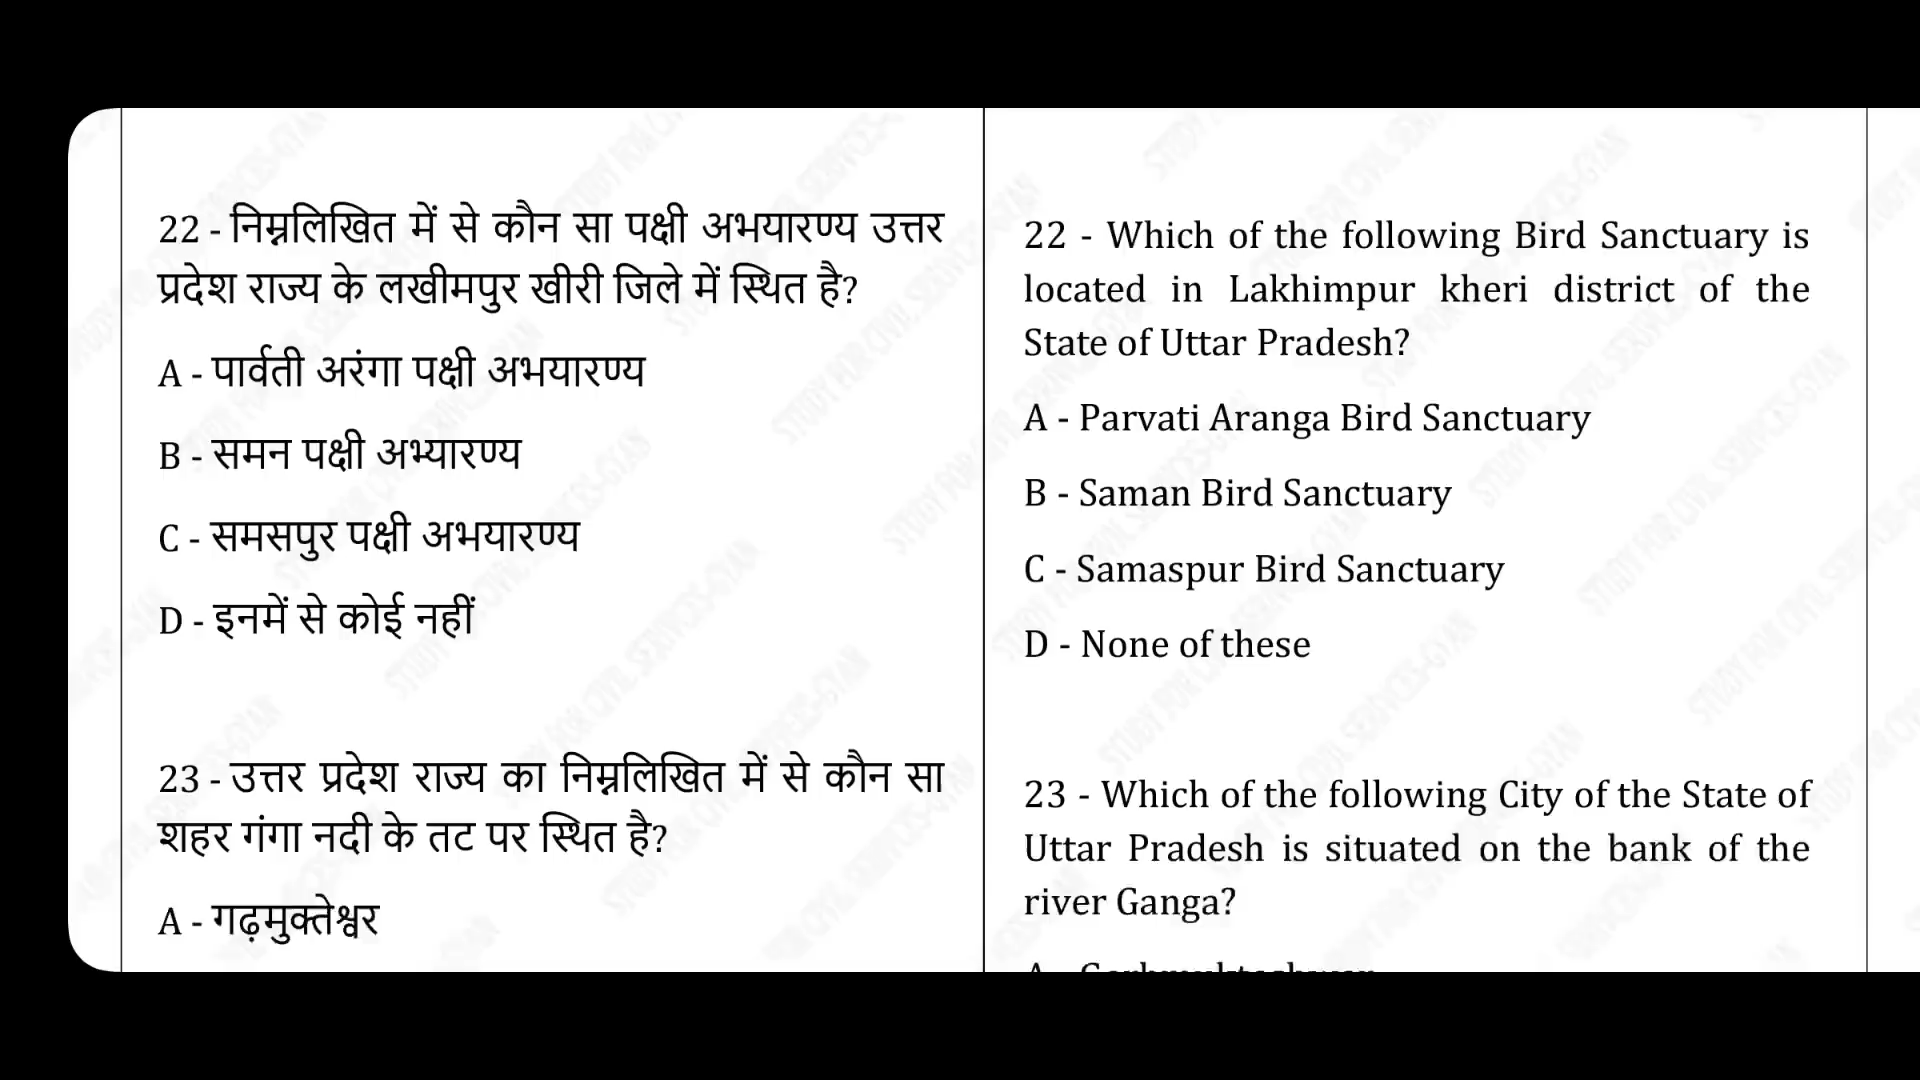 22 - निम्नलिखित में से कौन सा पक्षी अभयारण्य उत्तर
प्रदेश राज्य के लखीमपुर खीरी जिले में स्थित है?
A - पार्वती अरंगा पक्षी अभयारण्य
B - समन पक्षी अभ्यारण्य
C - समसपुर पक्षी अभयारण्य
D - इनमें से कोई नहीं
23 - उत्तर प्रदेश राज्य का निम्नलिखित में से कौन सा
शहर गंगा नदी के तट पर स्थित है?
A - गढ़मुक्तेश्वर
22 - Which of the following Bird Sanctuary is
located in Lakhimpur kheri district of the
State of Uttar Pradesh?
A - Parvati Aranga Bird Sanctuary
B - Saman Bird Sanctuary
C - Samaspur Bird Sanctuary
D - None of these
23 - Which of the following City of the State of
Uttar Pradesh is situated on the bank of the
river Ganga?